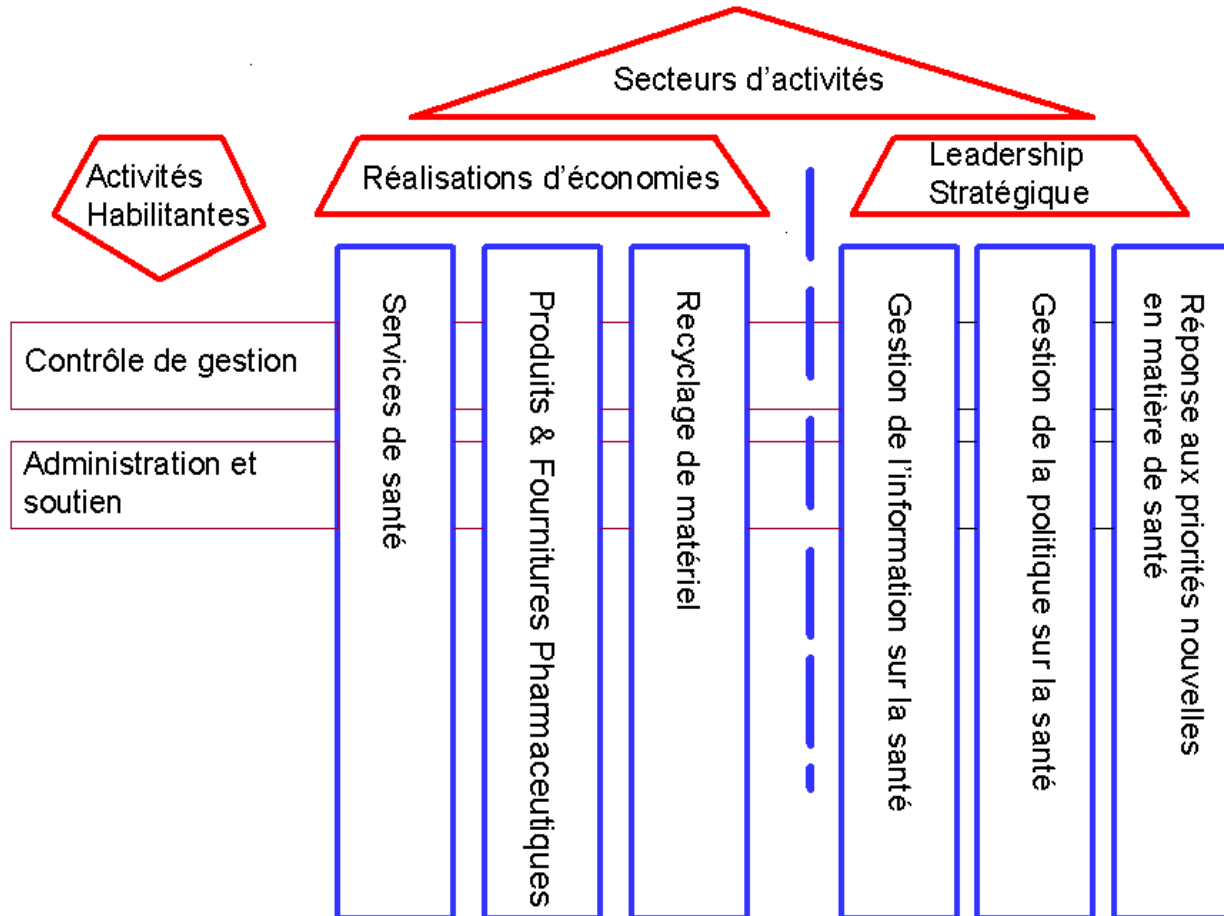 Secteurs d'activités
Activités
Habilitantes
Réalisations d'économies
Leadership
Stratégique
Contrôle de gestion
Administration et
soutien
Services de santé
Produits & Fournitures Pharmaceutiques
Recyclage de matériel
Gestion de l'information sur la santé
Gestion de la politique sur la santé
Réponse aux priorités nouvelles
en matière de santé